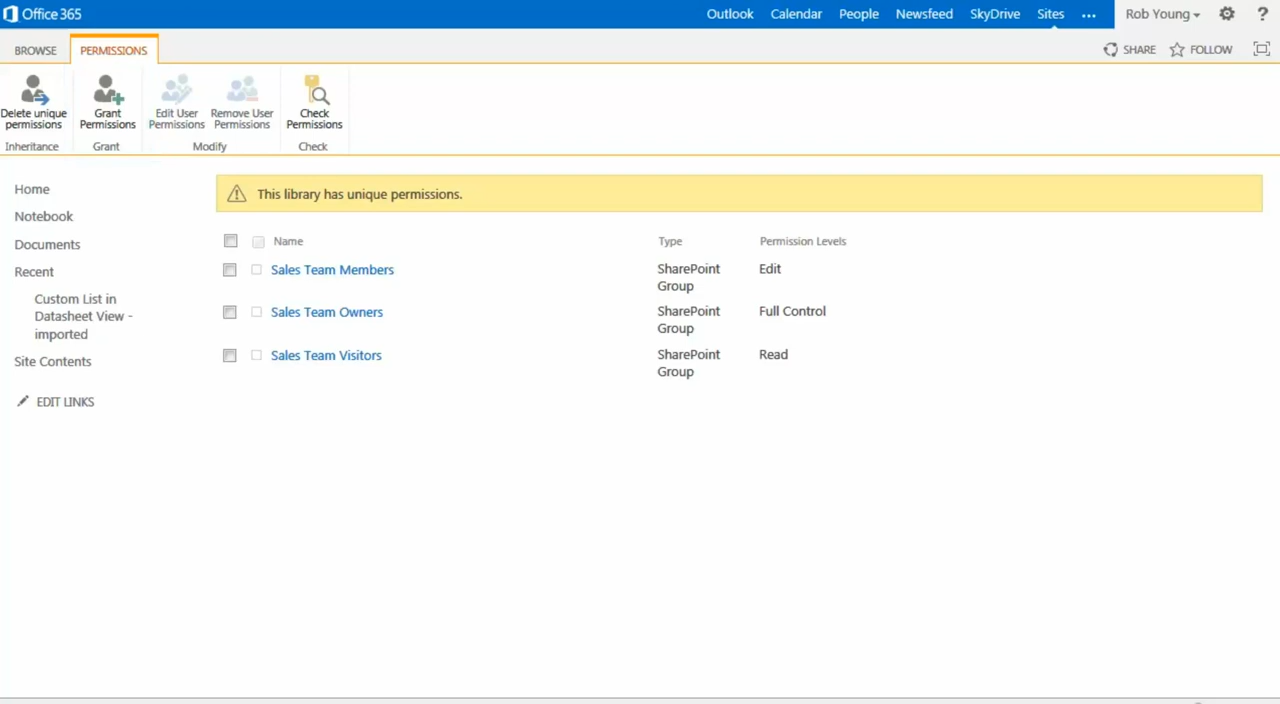 Office 365
Outlook Calendar People Newsfeed SkyDrive Sites ... Rob Young ?
BROWSE PERMISSIONS SHARE FOLLOW
Delete unique permissions
Grant Permissions
Edit User Permissions
Remove User Permissions
Check Permissions
Inheritance Grant Modify Check
Home
Notebook
Documents
Recent
Custom List in
Datasheet View -
imported
Site Contents
EDIT LINKS
This library has unique permissions.
Name Type Permission Levels
Sales Team Members SharePoint Group Edit
Sales Team Owners SharePoint Group Full Control
Sales Team Visitors SharePoint Group Read